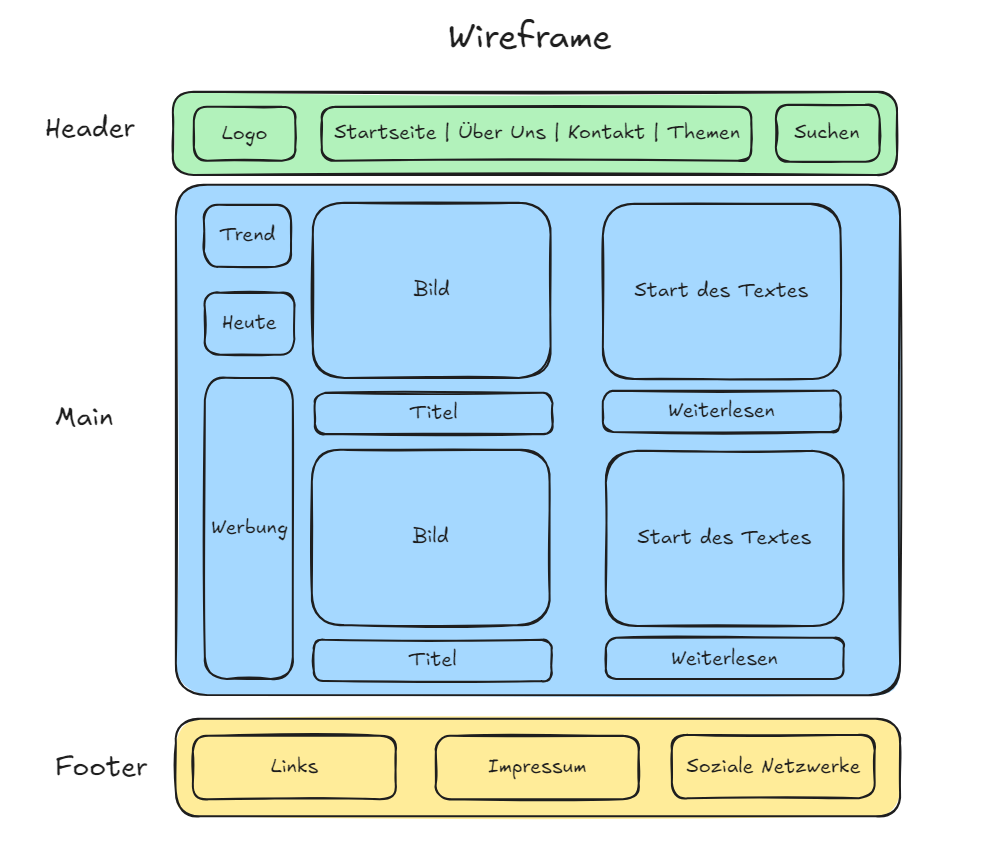 Wireframe
Header
Logo
Startseite | Über Uns | Kontakt | Themen
Suchen
Main
Trend
Heute
Werbung
Bild
Start des Textes
Titel
Weiterlesen
Bild
Start des Textes
Titel
Weiterlesen
Footer
Links
Impressum
Soziale Netzwerke